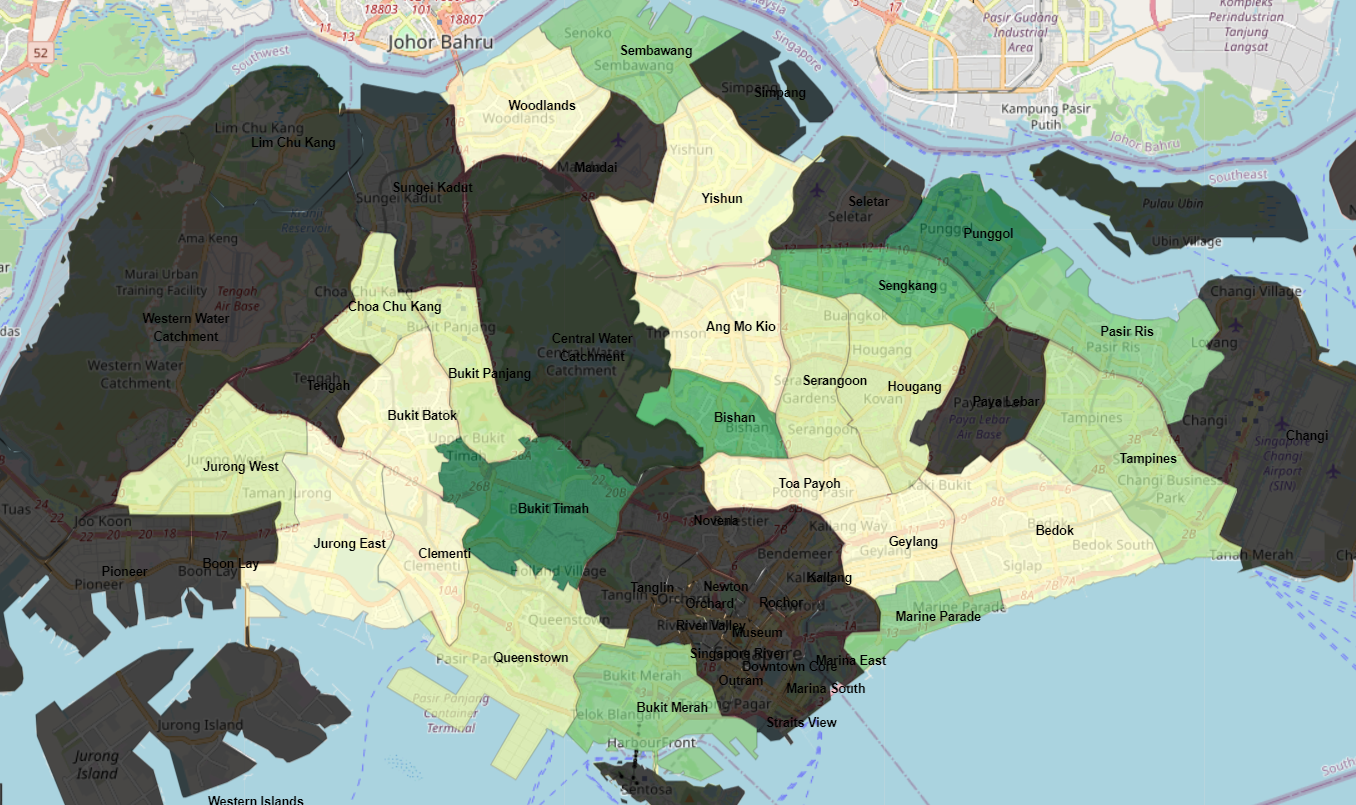 17
Kompleks
Perindustrian
Tanjung
Langsat
18803
101
11
13
18807
Johor Bahru
52
Southwest
Malaysia
Singapore
Pasir Gudang
Industrial
Area
Senoko
Sembawang
Sembawang
Simpang
Woodlands
Woodlands
Kampung Pasir
Putih
Johor Bahru
Southeast
Lim Chu Kang
Lim Chu Kang
Yishun
Mandai
Sungei Kadut
Sungei Kadut
Kranji
Reservoir
Yishun
Seletar
Seletar
Pulau Ubin
Ubin Village
Punggol
Punggol
Ama Keng
Murai Urban
Training Facility
Tengah
Air Base
Choa Chu Kang
Choa Chu Kang
Sengkang
Changi Village
Western Water
Catchment
Bukit Panjang
Ang Mo Kio
Thomson
Buangkok
Pasir Ris
Pasir Ris
Loyang
Central Water
Catchment
Central Water
Catchment
Hougang
Western Water
Catchment
Tengah
Bukit Panjang
Serangoon
Gardens
Hougang
Kovan
Paya Lebar
Paya Lebar
Air Base
Bukit Batok
Bishan
Bishan
Serangoon
Tampines
Changi
Changi
Singapore
Changi
Airport
(SIN)
Upper Bukit
Timah
Jurong West
Tampines
Toa Payoh
Potong Pasir
Kaki Bukit
Changi Business
Park
Taman Jurong
Tuas
Joo Koon
Bukit Timah
Novena
Balestier
Kallang Way
Bedok
Bedok South
Jurong East
Clementi
Clementi
Geylang
Geylang
Bendemeer
Tanah Merah
Pioneer
Pioneer
Boon Lay
Boon Lay
Holland Village
Siglap
Kallang
Tanglin
Tanglin
Newton
Orchard
Orchard
Rochor
Marine Parade
Marine Parade
Queenstown
River Valley
Museum
Queenstown
Pasir Panjang
Singapore River
Singapore
Downtown Core
Marina East
Bukit Merah
Outram
Marina South
Pasir Panjang
Container
Terminal
Bukit Merah
Telok Blangah
Tanjong Pagar
Straits View
Jurong Island
HarbourFront
Jurong
Island
Sentosa
Western Islands